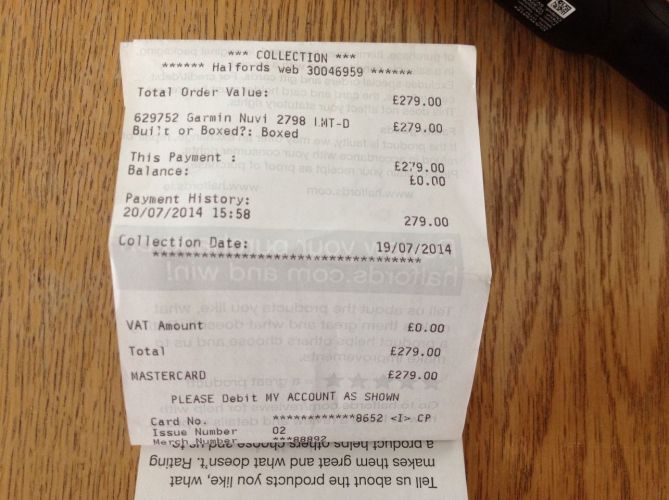 *** COLLECTION ***
****** Halfords web 30046959 ******
Total Order Value: £279.00
629752 Garmin Nuvi 2798 LMT-D £279.00
Built or Boxed?: Boxed
This Payment : £279.00
Balance: £0.00
Payment History:
20/07/2014 15:58 279.00
Collection Date: 19/07/2014
**********************************
VAT Amount £0.00
Total £279.00
MASTERCARD £279.00
PLEASE Debit MY ACCOUNT AS SHOWN
Card No. ************8652 <I> CP
Issue Number 02
Merch Number ***88892
a product helps others choose and
makes them great and what doesn't. Rating
Tell us about the products you like, what